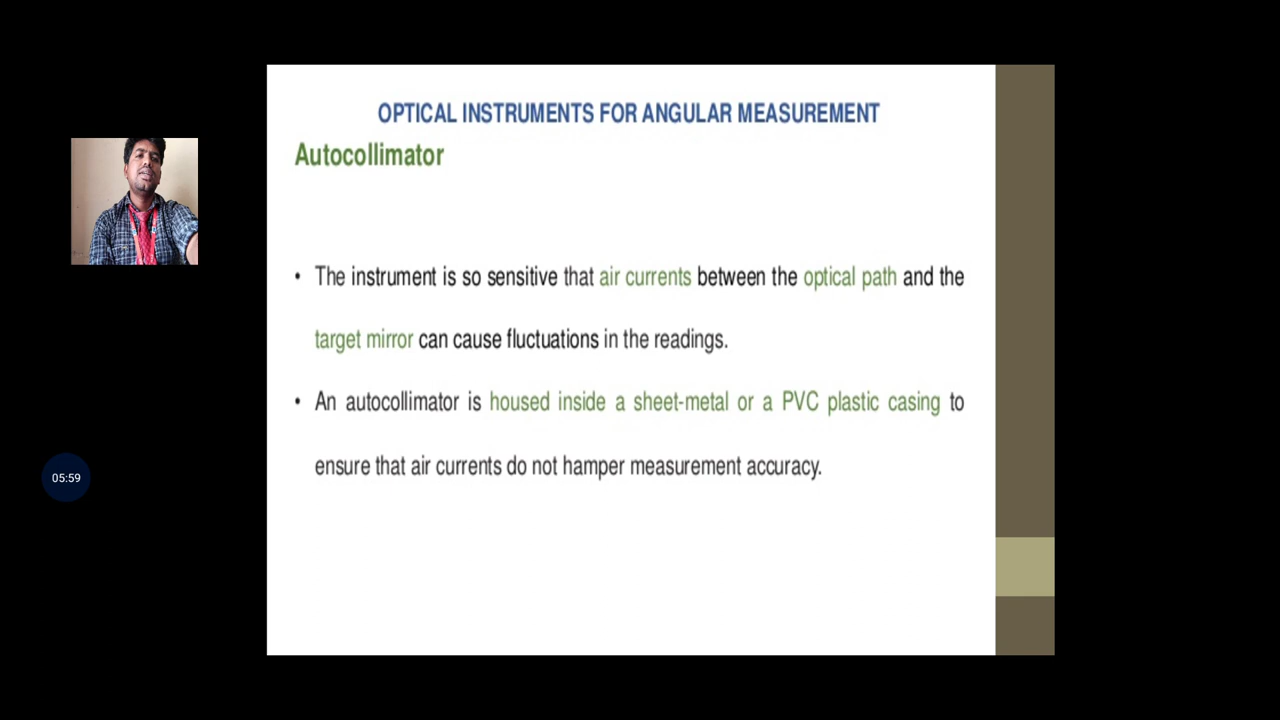 OPTICAL INSTRUMENTS FOR ANGULAR MEASUREMENT
Autocollimator
• The instrument is so sensitive that air currents between the optical path and the
target mirror can cause fluctuations in the readings.
• An autocollimator is housed inside a sheet-metal or a PVC plastic casing to
ensure that air currents do not hamper measurement accuracy.
05:59